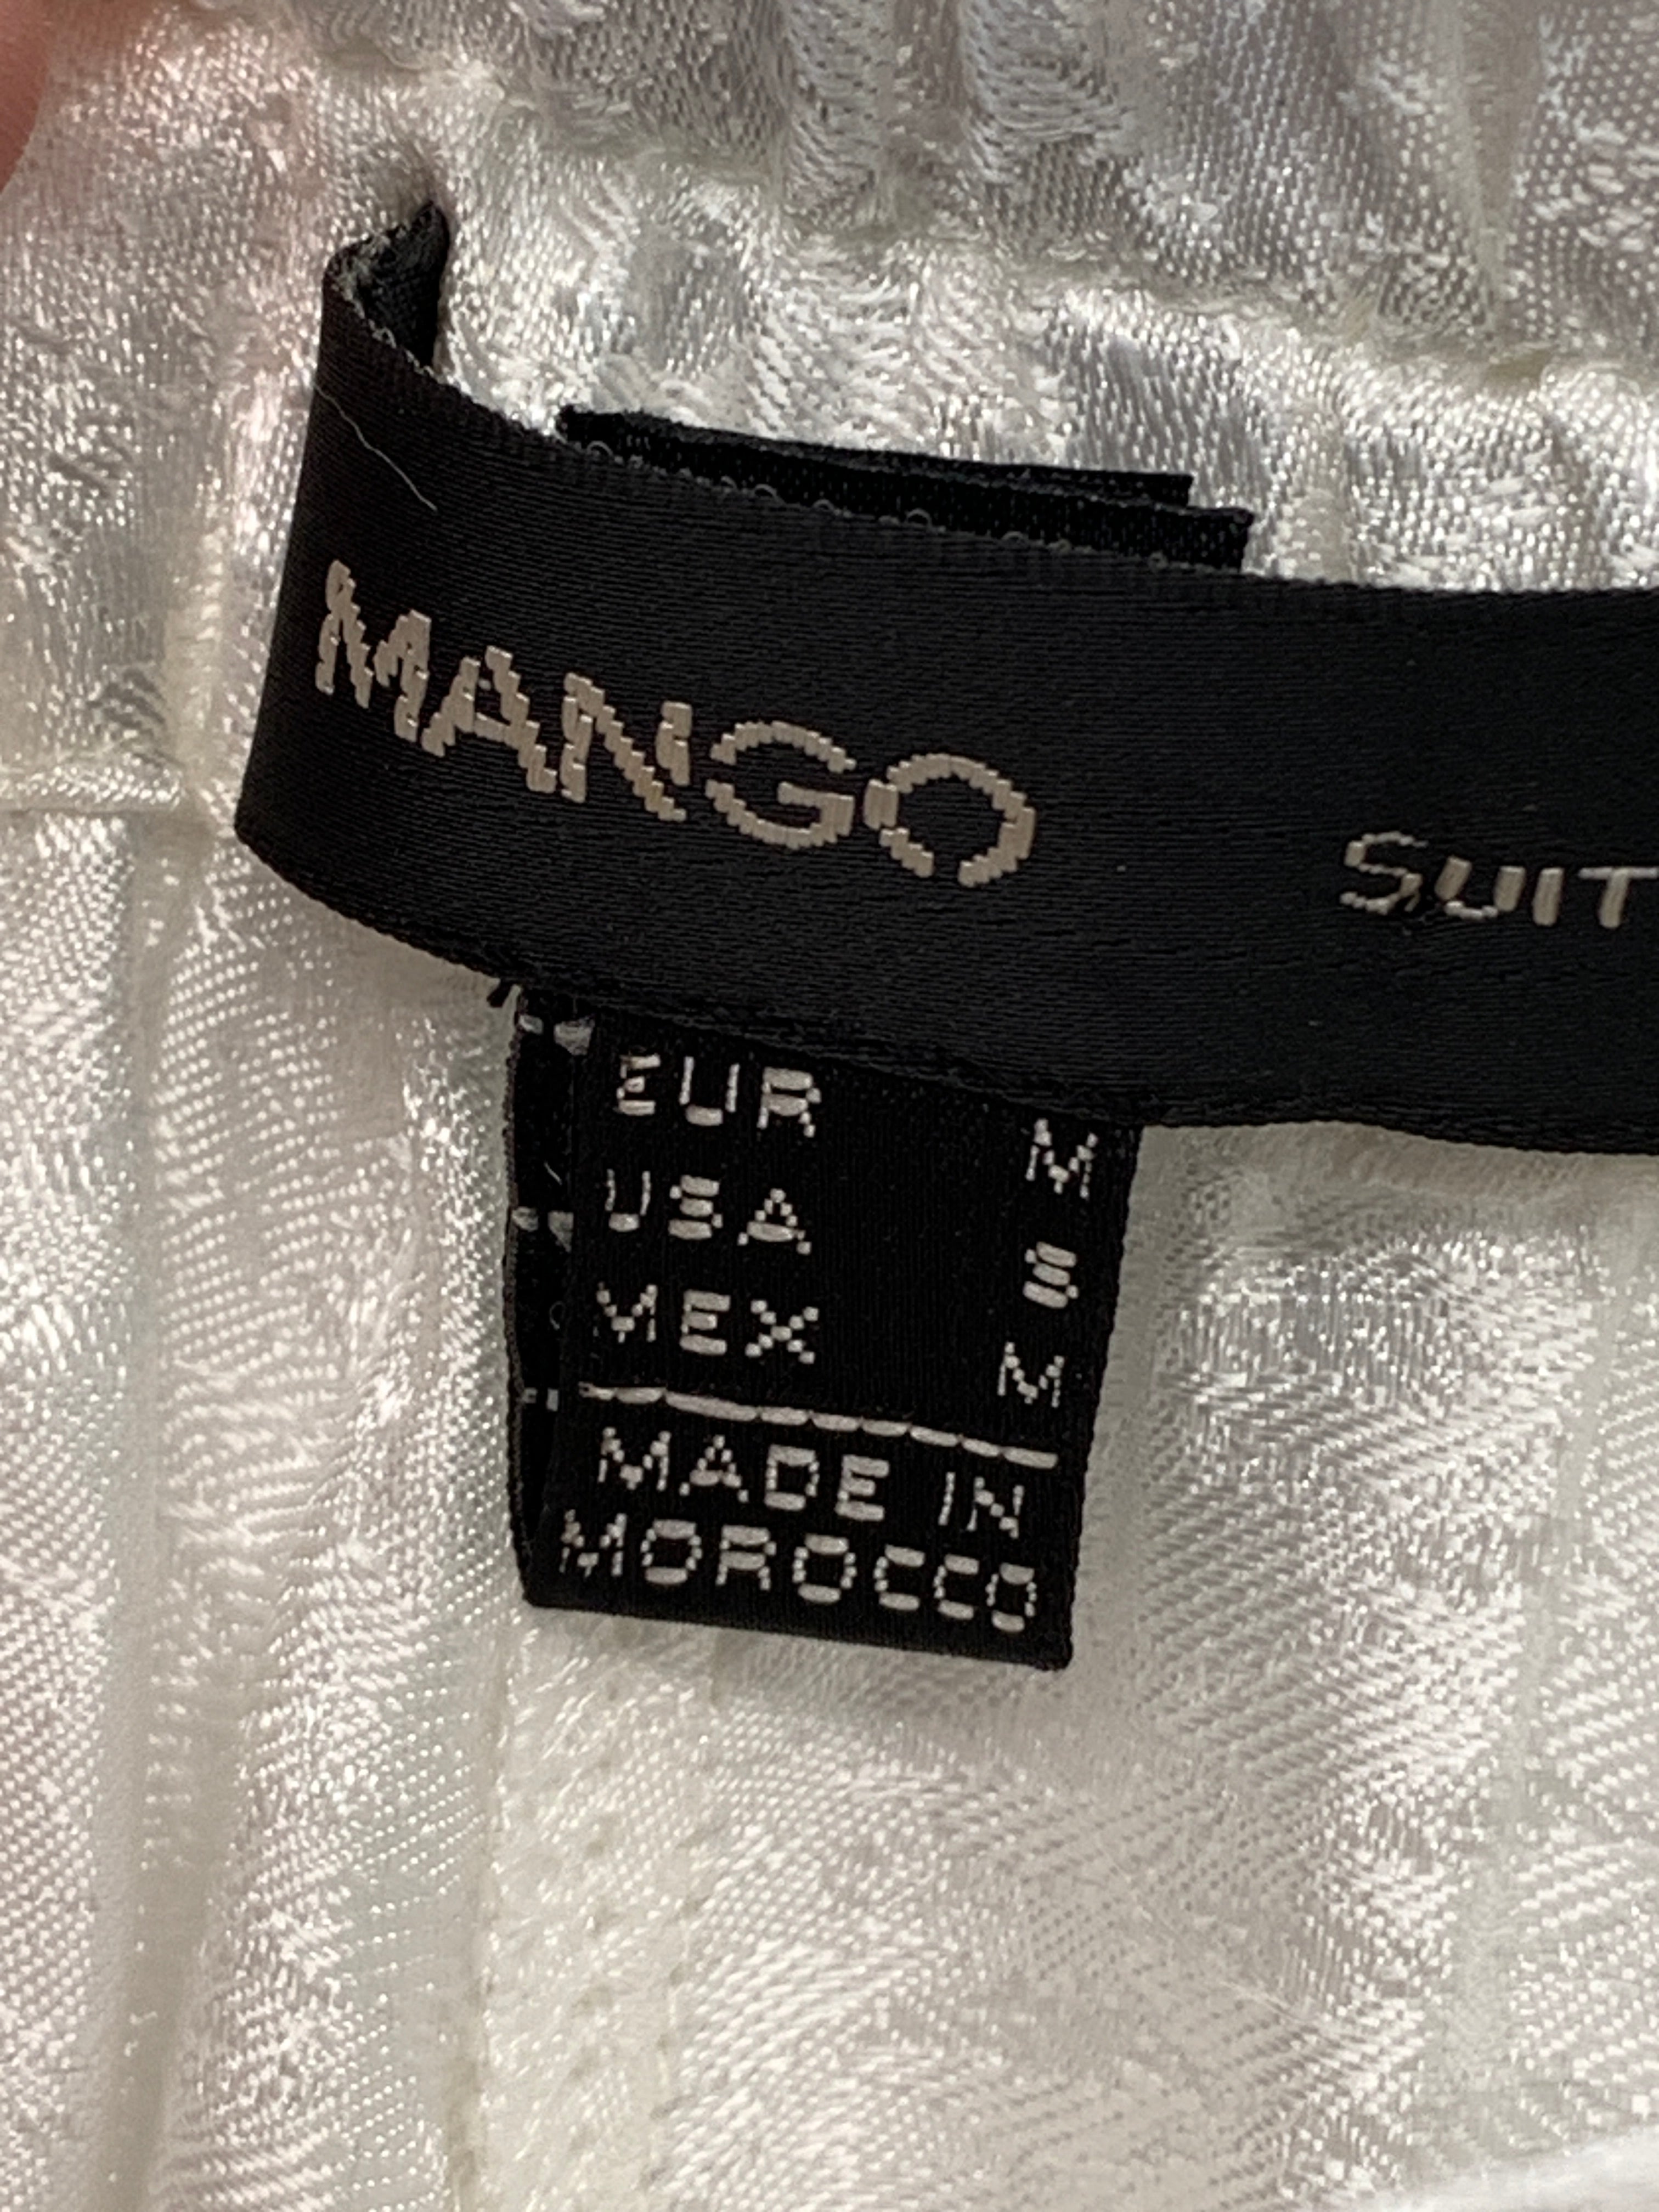 MANGO SUIT
EUR M
USA S
MEX M
MADE IN
MOROCCO